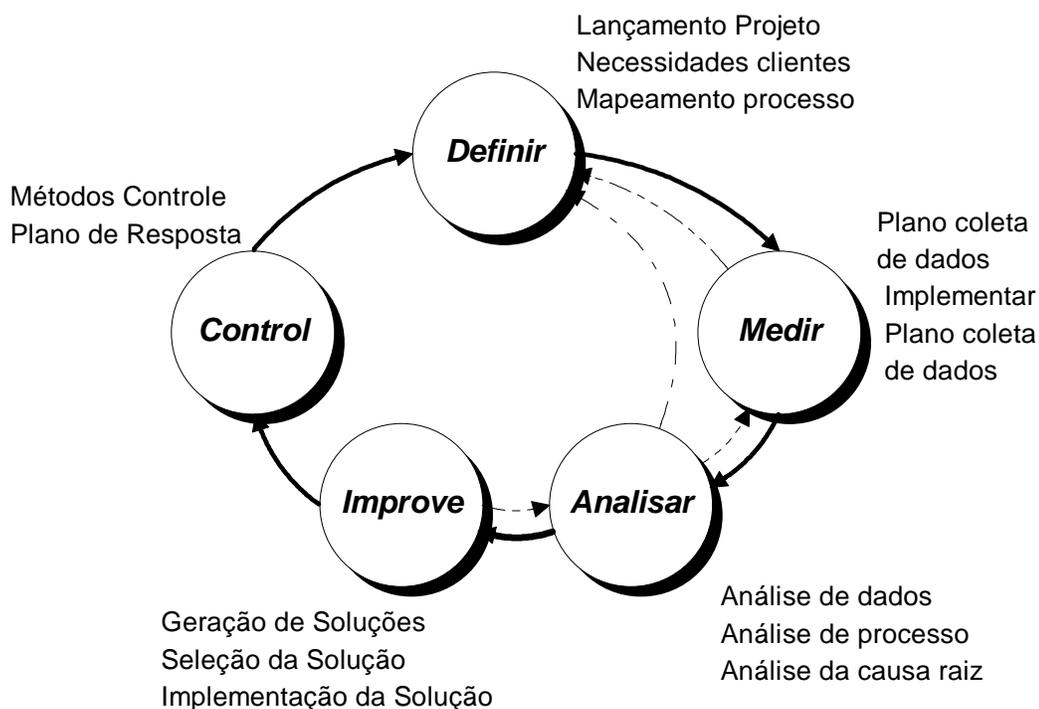 Lançamento Projeto
Necessidades clientes
Mapeamento processo
Definir
Métodos Controle
Plano de Resposta
Plano coleta
de dados
Implementar
Plano coleta
de dados
Control
Medir
Improve
Analisar
Análise de dados
Análise de processo
Análise da causa raiz
Geração de Soluções
Seleção da Solução
Implementação da Solução